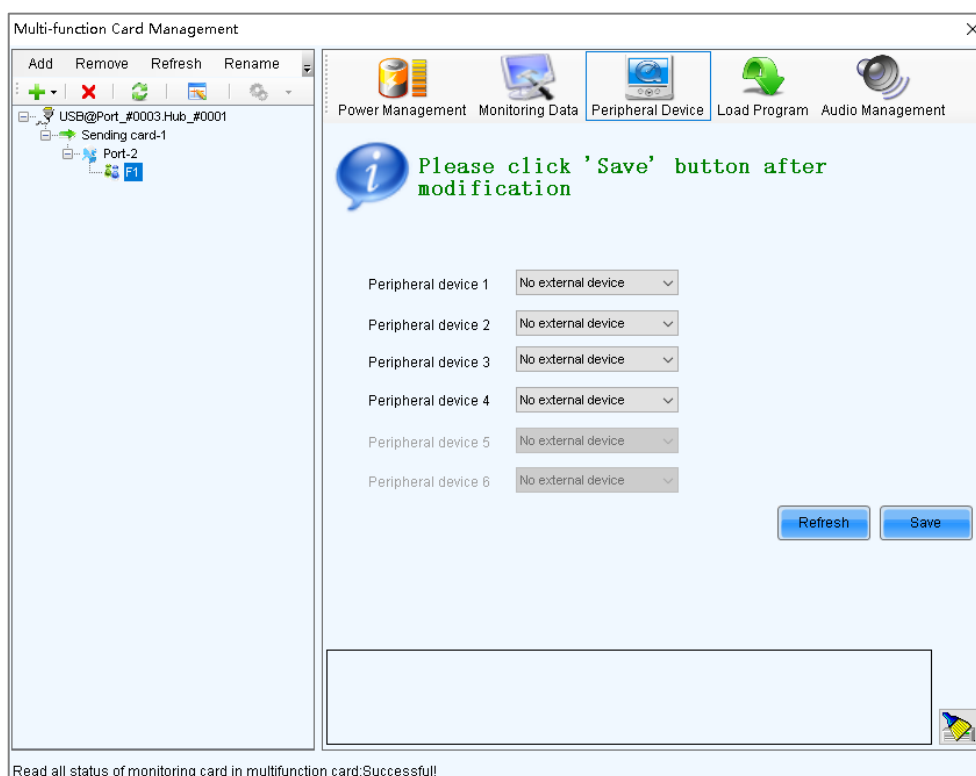 Multi-function Card Management
Add Remove Refresh Rename
USB@Port_#0003.Hub_#0001
Sending card-1
Port-2
F1
Power Management Monitoring Data Peripheral Device Load Program Audio Management
Please click 'Save' button after
modification
Peripheral device 1 No external device
Peripheral device 2 No external device
Peripheral device 3 No external device
Peripheral device 4 No external device
Peripheral device 5 No external device
Peripheral device 6 No external device
Refresh Save
Read all status of monitoring card in multifunction card:Successful!